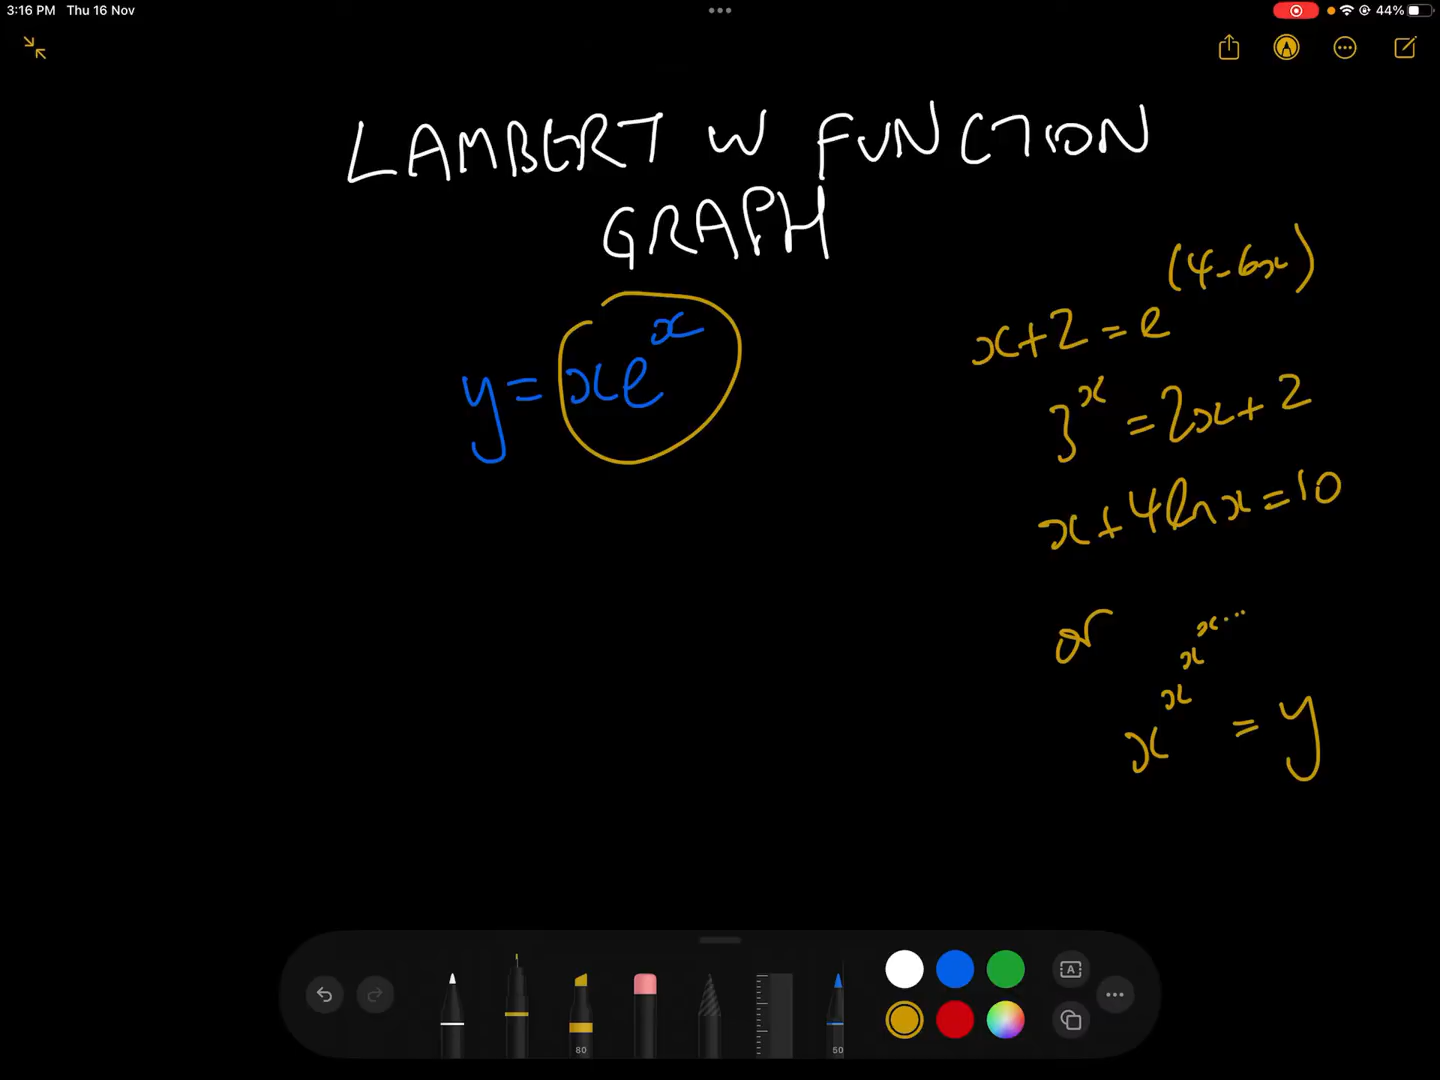 3:16 PM Thu 16 Nov
44%
LAMBERT W FUNCTION
GRAPH
y = xe^x
x+2 = e^(4-6x)
3^x = 2x+2
x+4lnx=10
or
x^x^x^x... = y
A
80
50